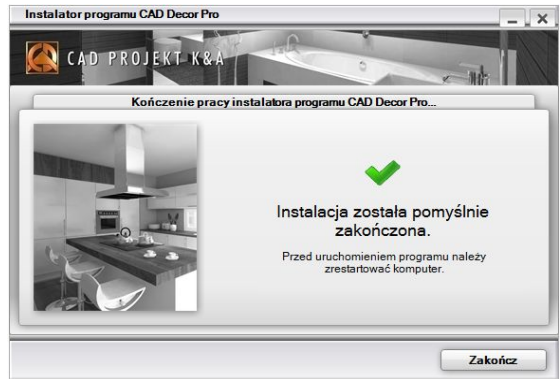 Instalator programu CAD Decor Pro
CAD PROJEKT K&A
Kończenie pracy instalatora programu CAD Decor Pro...
Instalacja została pomyślnie
zakończona.
Przed uruchomieniem programu należy
zrestartować komputer.
Zakończ